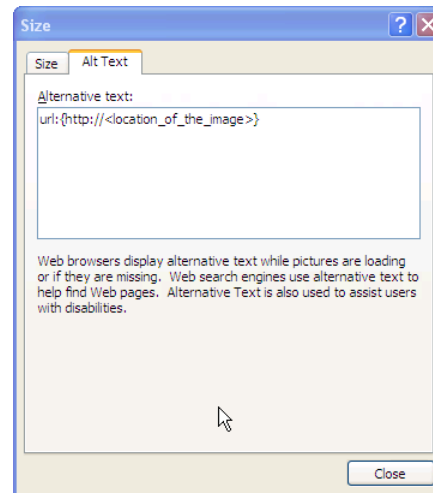 Size
Size
Alt Text
Alternative text:
url:{http://<location_of_the_image>}
Web browsers display alternative text while pictures are loading
or if they are missing. Web search engines use alternative text to
help find Web pages. Alternative Text is also used to assist users
with disabilities.
Close